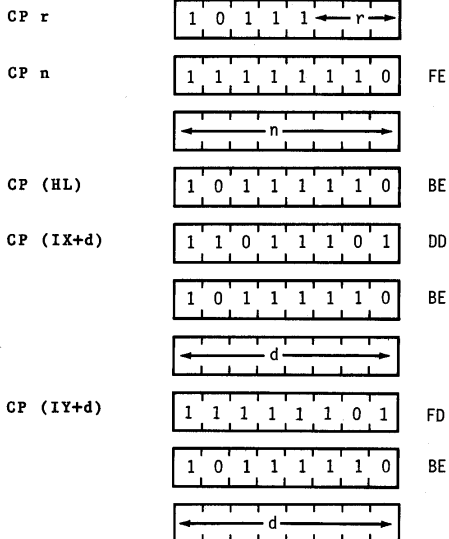 CP r 1 0 1 1 1 r
CP n 1 1 1 1 1 1 1 0 FE
n
CP (HL) 1 0 1 1 1 1 1 0 BE
CP (IX+d) 1 1 0 1 1 1 0 1 DD
1 0 1 1 1 1 1 0 BE
d
CP (IY+d) 1 1 1 1 1 1 0 1 FD
1 0 1 1 1 1 1 0 BE
d